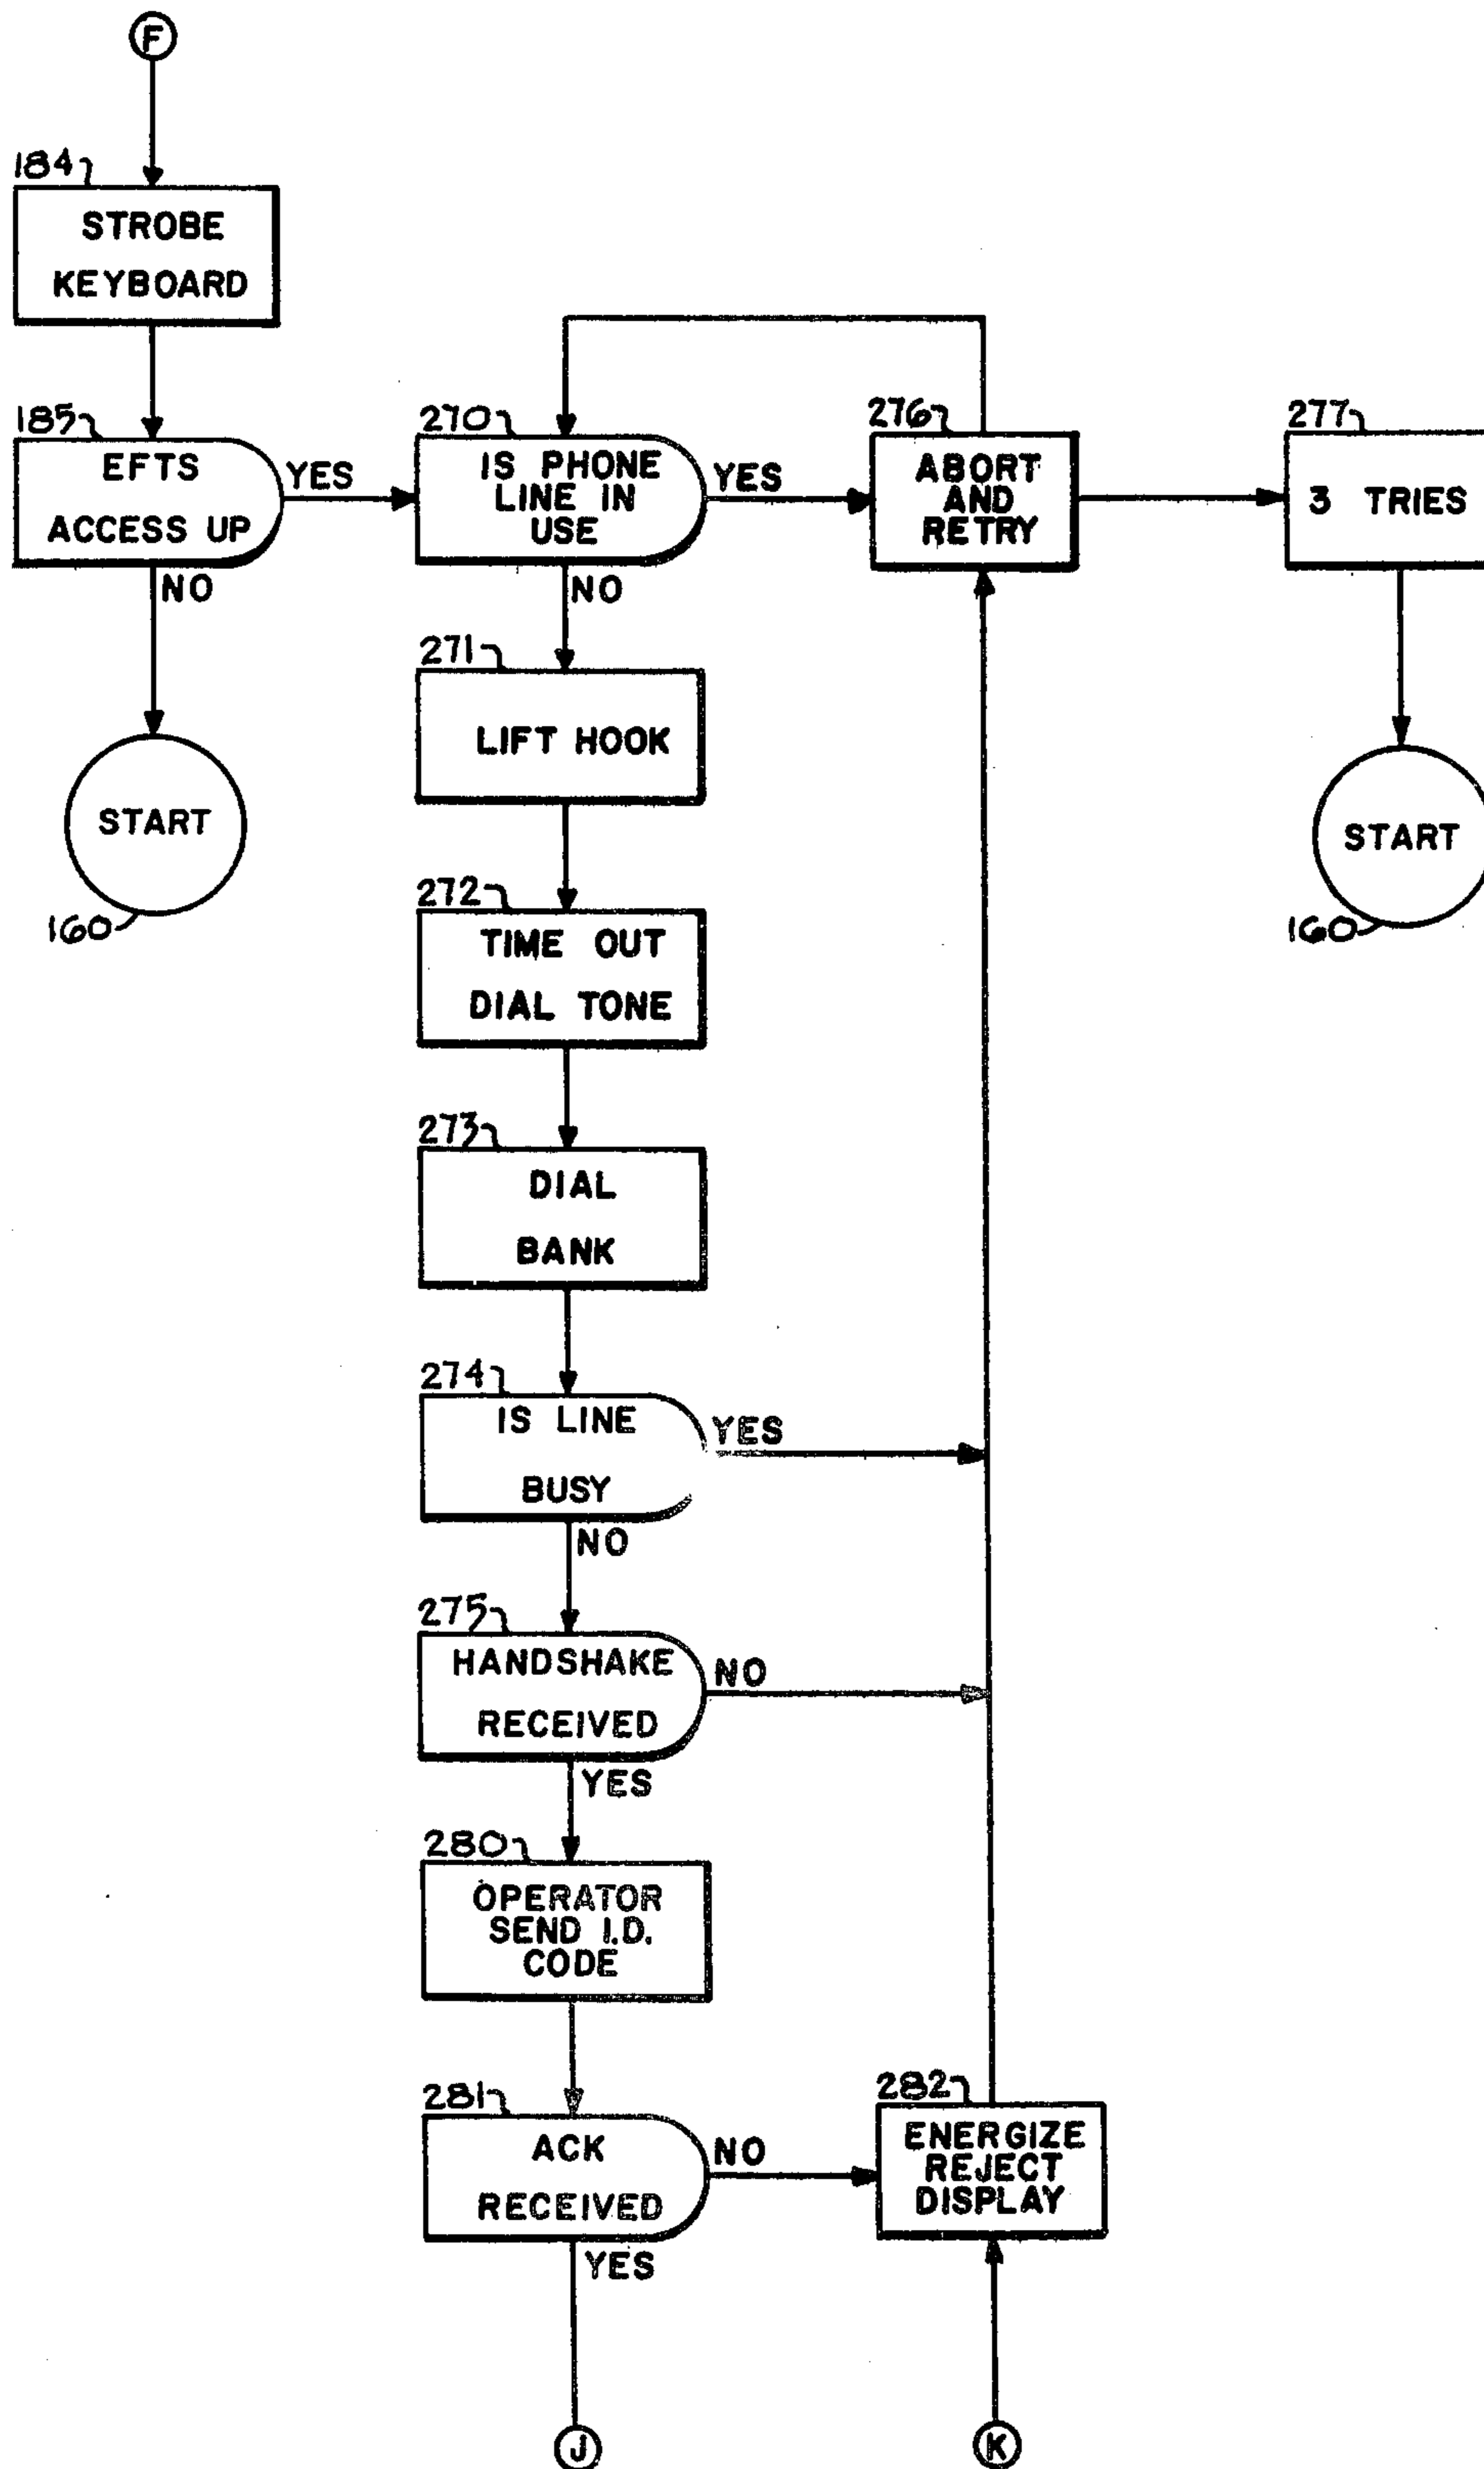 F
184
STROBE
KEYBOARD
185
EFTS
ACCESS UP
YES
NO
START
160
270
IS PHONE
LINE IN
USE
YES
NO
276
ABORT
AND
RETRY
277
3 TRIES
START
160
271
LIFT HOOK
272
TIME OUT
DIAL TONE
273
DIAL
BANK
274
IS LINE
BUSY
YES
NO
275
HANDSHAKE
RECEIVED
NO
YES
280
OPERATOR
SEND I.D.
CODE
281
ACK
RECEIVED
NO
YES
282
ENERGIZE
REJECT
DISPLAY
J
K